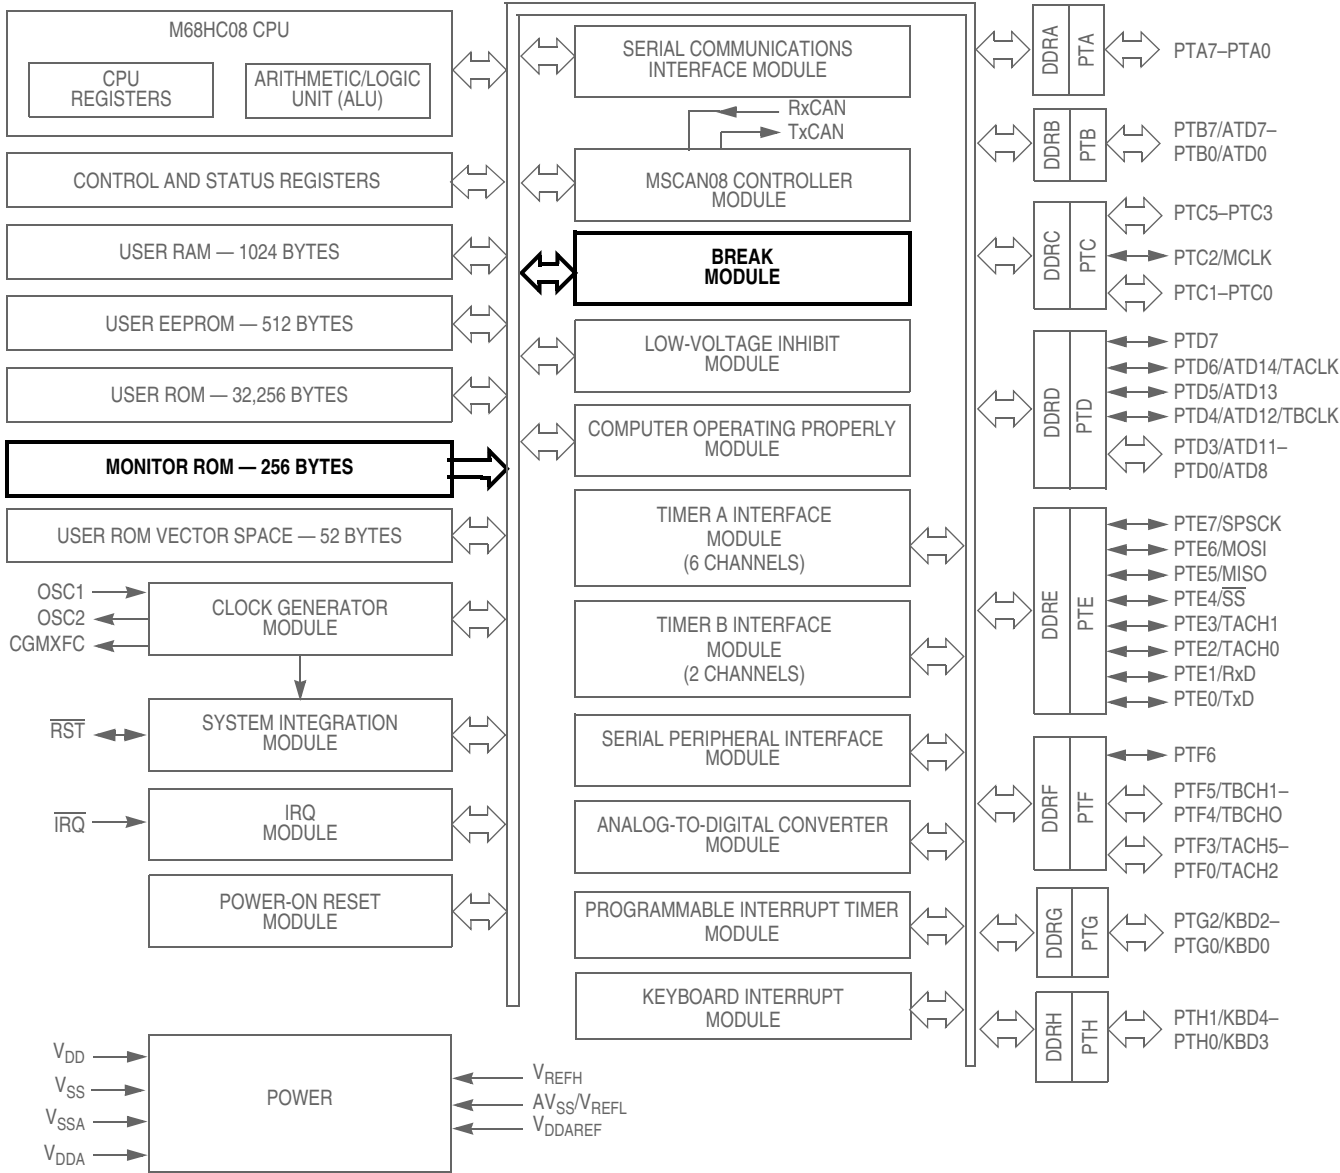 M68HC08 CPU
CPU
REGISTERS
ARITHMETIC/LOGIC
UNIT (ALU)
CONTROL AND STATUS REGISTERS
USER RAM — 1024 BYTES
USER EEPROM — 512 BYTES
USER ROM — 32,256 BYTES
MONITOR ROM — 256 BYTES
USER ROM VECTOR SPACE — 52 BYTES
OSC1
OSC2
CGMXFC
CLOCK GENERATOR
MODULE
RST
SYSTEM INTEGRATION
MODULE
IRQ
IRQ
MODULE
POWER-ON RESET
MODULE
VDD
VSS
VSSA
VDDA
POWER
VREFH
AVSS/VREFL
VDDAREF
SERIAL COMMUNICATIONS
INTERFACE MODULE
RxCAN
TxCAN
MSCAN08 CONTROLLER
MODULE
BREAK
MODULE
LOW-VOLTAGE INHIBIT
MODULE
COMPUTER OPERATING PROPERLY
MODULE
TIMER A INTERFACE
MODULE
(6 CHANNELS)
TIMER B INTERFACE
MODULE
(2 CHANNELS)
SERIAL PERIPHERAL INTERFACE
MODULE
ANALOG-TO-DIGITAL CONVERTER
MODULE
PROGRAMMABLE INTERRUPT TIMER
MODULE
KEYBOARD INTERRUPT
MODULE
DDRA
PTA
PTA7–PTA0
DDRB
PTB
PTB7/ATD7–
PTB0/ATD0
DDRC
PTC
PTC5–PTC3
PTC2/MCLK
PTC1–PTC0
DDRD
PTD
PTD7
PTD6/ATD14/TACLK
PTD5/ATD13
PTD4/ATD12/TBCLK
PTD3/ATD11–
PTD0/ATD8
DDRE
PTE
PTE7/SPSCK
PTE6/MOSI
PTE5/MISO
PTE4/SS
PTE3/TACH1
PTE2/TACH0
PTE1/RxD
PTE0/TxD
DDRF
PTF
PTF6
PTF5/TBCH1–
PTF4/TBCHO
PTF3/TACH5–
PTF0/TACH2
DDRG
PTG
PTG2/KBD2–
PTG0/KBD0
DDRH
PTH
PTH1/KBD4–
PTH0/KBD3